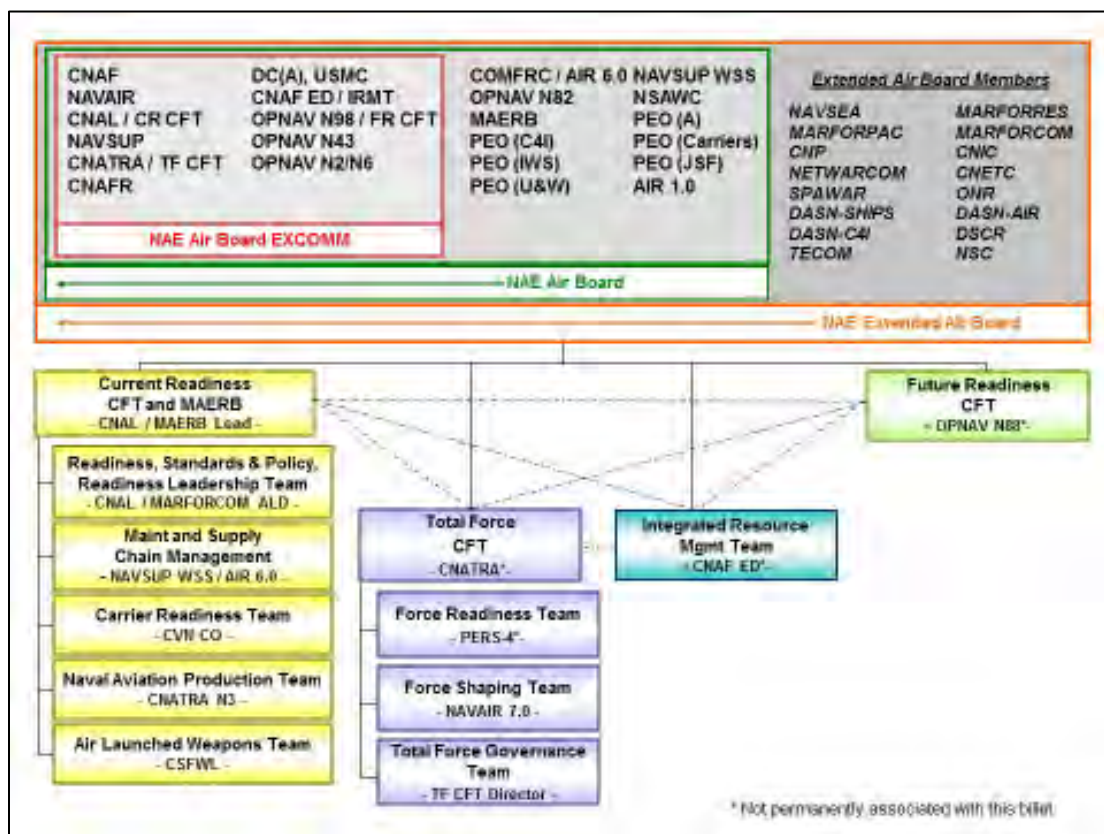 CNAF
NAVAIR
CNAL / CR CFT
NAVSUP
CNATRA / TF CFT
CNAFR
DC(A), USMC
CNAF ED / IRMT
OPNAV N98 / FR CFT
OPNAV N43
OPNAV N2/N6
NAE Air Board EXCOMM
COMFRC / AIR 6.0
OPNAV N82
MAERB
PEO (C4I)
PEO (IWS)
PEO (U&W)
NAVSUP WSS
NSAWC
PEO (A)
PEO (Carriers)
PEO (JSF)
AIR 1.0
NAE Air Board
Extended Air Board Members
NAVSEA
MARFORPAC
CNP
NETWARCOM
SPAWAR
DASN-SHIPS
DASN-C4I
TECOM
MARFORRES
MARFORCOM
CNIC
CNETC
ONR
DASN-AIR
DSCR
NSC
NAE Extended Air Board
Current Readiness
CFT and MAERB
- CNAL / MAERB Lead -
Readiness, Standards & Policy,
Readiness Leadership Team
- CNAL / MARFORCOM ALD -
Maint and Supply
Chain Management
- NAVSUP WSS / AIR 6.0 -
Carrier Readiness Team
- CVN CO -
Naval Aviation Production Team
- CNATRA N3 -
Air Launched Weapons Team
- CSFWL -
Total Force
CFT
- CNATRA*-
Force Readiness Team
- PERS-4*-
Force Shaping Team
- NAVAIR 7.0 -
Total Force Governance
Team
- TF CFT Director -
Integrated Resource
Mgmt Team
- CNAF ED*-
Future Readiness
CFT
- OPNAV N88*-
* Not permanently associated with this billet